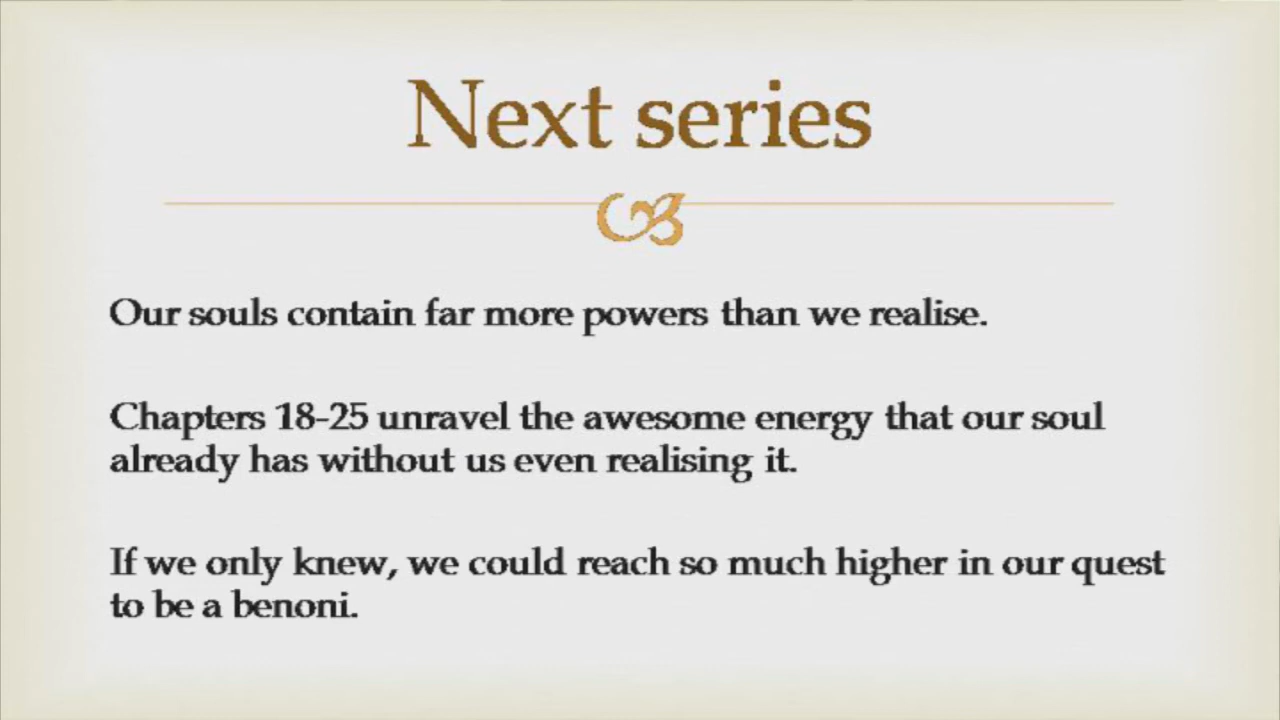 Next series
Our souls contain far more powers than we realise.
Chapters 18-25 unravel the awesome energy that our soul
already has without us even realising it.
If we only knew, we could reach so much higher in our quest
to be a benoni.